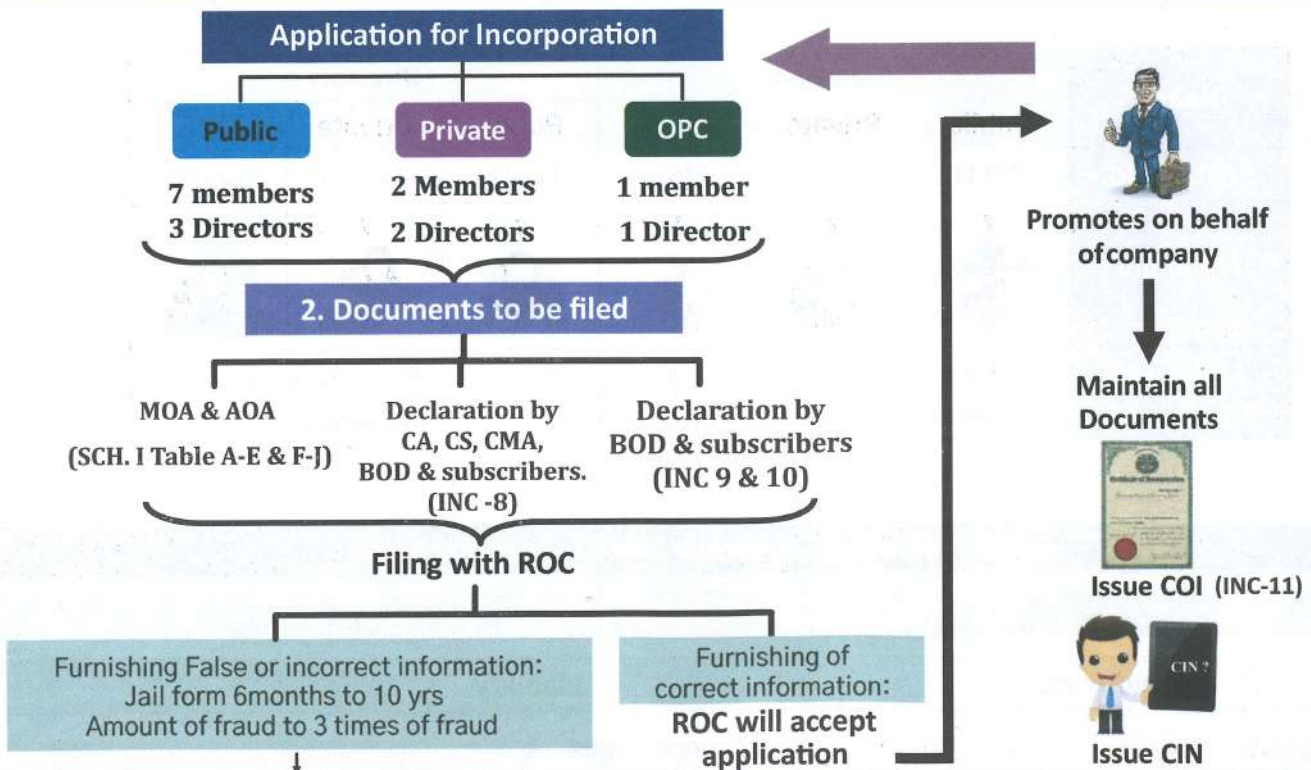 Application for Incorporation
Public
Private
OPC
7 members
3 Directors
2 Members
2 Directors
1 member
1 Director
2. Documents to be filed
MOA & AOA
(SCH. I Table A-E & F-J)
Declaration by
CA, CS, CMA,
BOD & subscribers.
(INC -8)
Declaration by
BOD & subscribers
(INC 9 & 10)
Filing with ROC
Furnishing False or incorrect information:
Jail form 6months to 10 yrs
Amount of fraud to 3 times of fraud
Furnishing of
correct information:
ROC will accept
application
Promotes on behalf
of company
Maintain all
Documents
Issue COI (INC-11)
CIN ?
Issue CIN